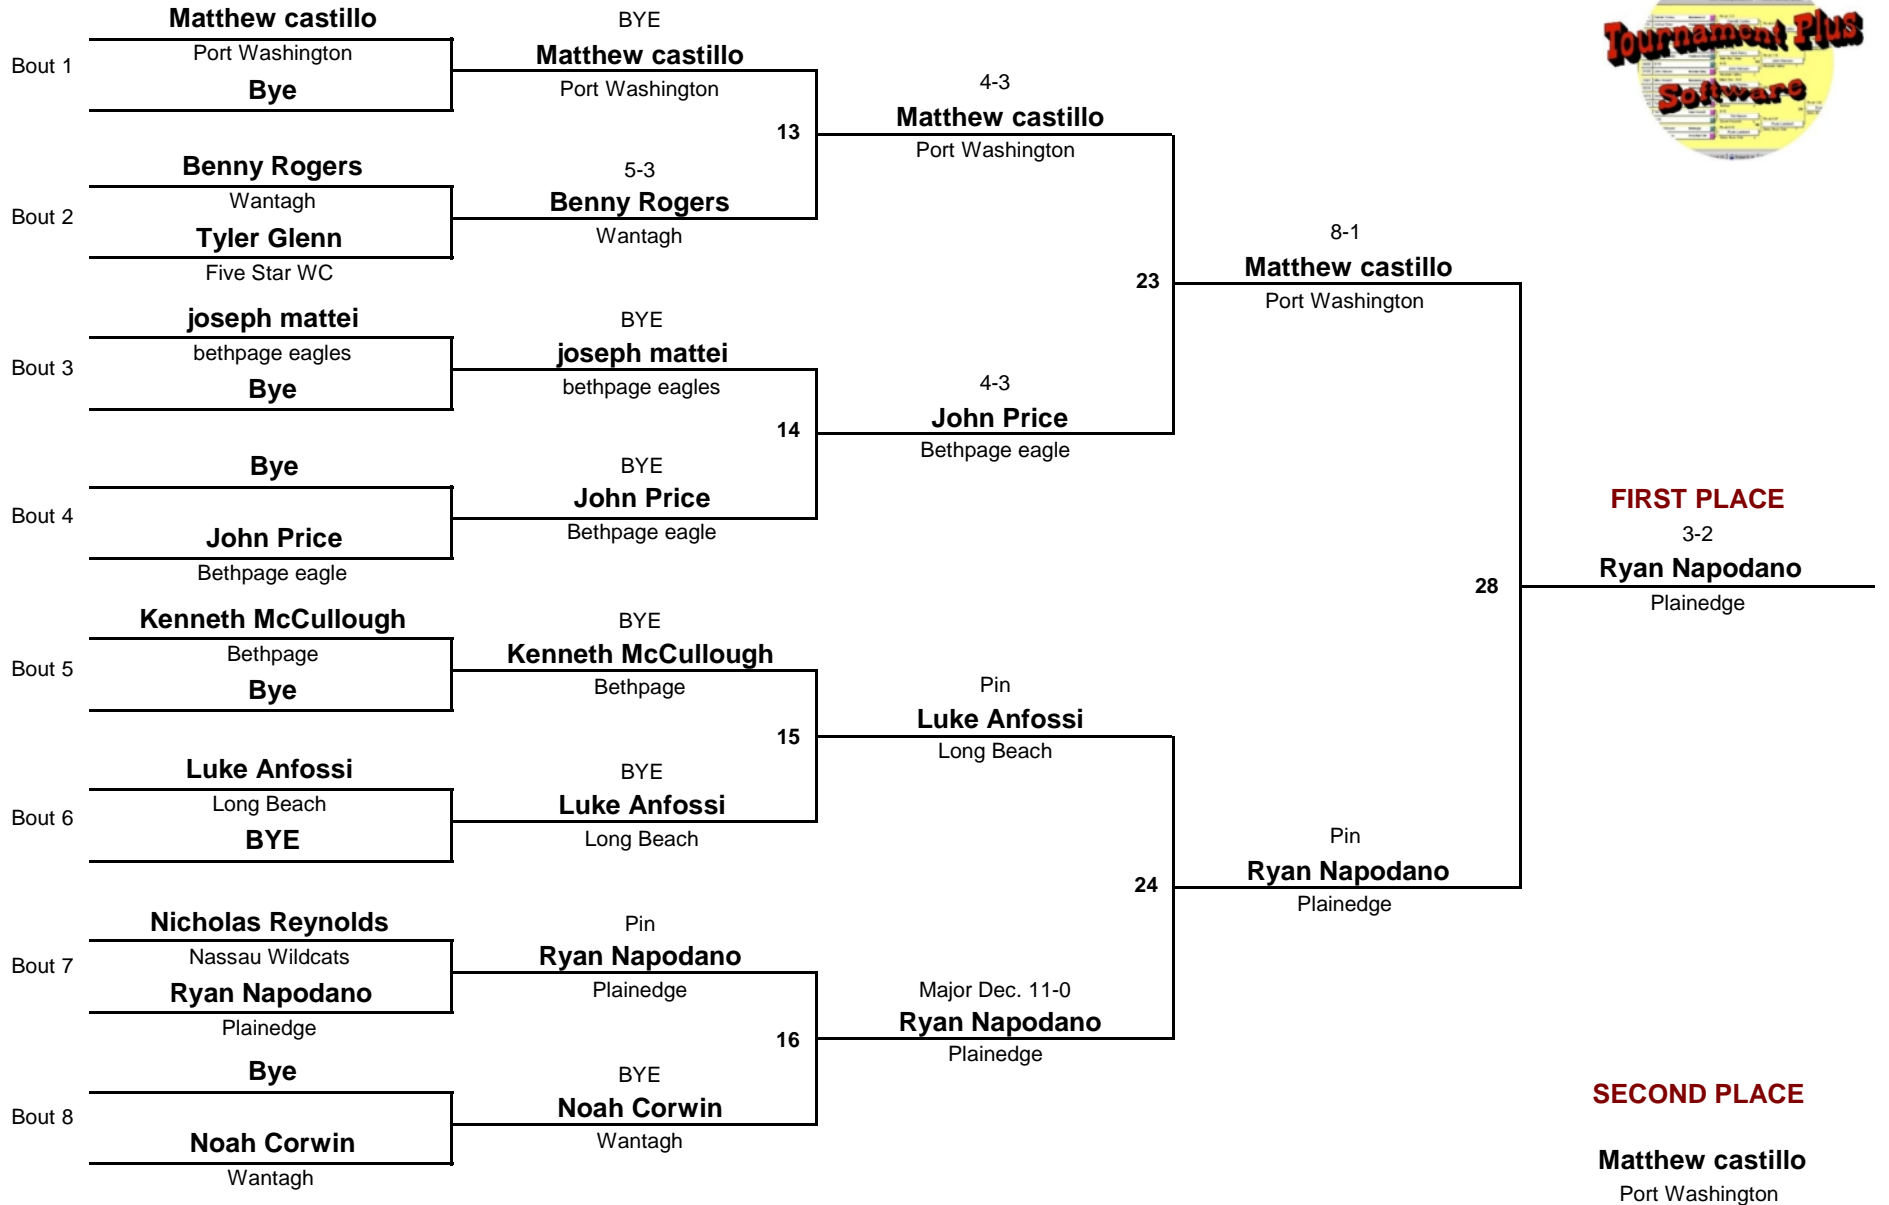 Matthew castillo
Bout 1
Port Washington
Bye
Benny Rogers
Bout 2
Wantagh
Tyler Glenn
Five Star WC
joseph mattei
Bout 3
bethpage eagles
Bye
Bye
Bout 4
John Price
Bethpage eagle
Kenneth McCullough
Bout 5
Bethpage
Bye
Luke Anfossi
Bout 6
Long Beach
BYE
Nicholas Reynolds
Bout 7
Nassau Wildcats
Ryan Napodano
Plainedge
Bye
Bout 8
Noah Corwin
Wantagh
BYE
Matthew castillo
Port Washington
13
5-3
Benny Rogers
Wantagh
BYE
joseph mattei
bethpage eagles
14
BYE
John Price
Bethpage eagle
BYE
Kenneth McCullough
Bethpage
15
BYE
Luke Anfossi
Long Beach
Pin
Ryan Napodano
Plainedge
16
BYE
Noah Corwin
Wantagh
4-3
Matthew castillo
Port Washington
23
4-3
John Price
Bethpage eagle
Pin
Luke Anfossi
Long Beach
24
Major Dec. 11-0
Ryan Napodano
Plainedge
8-1
Matthew castillo
Port Washington
28
Pin
Ryan Napodano
Plainedge
Tournament Plus
Software
FIRST PLACE
3-2
Ryan Napodano
Plainedge
SECOND PLACE
Matthew castillo
Port Washington